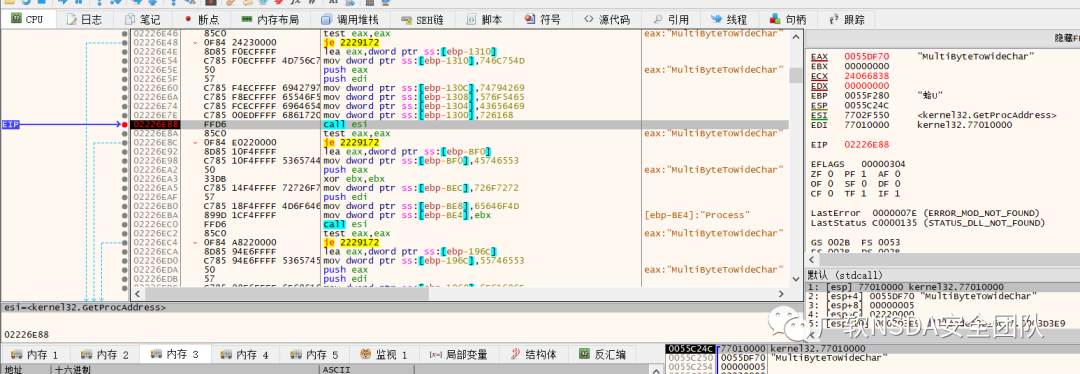 CPU 日志 笔记 断点 内存布局 调用堆栈 SEH链 脚本 符号 源代码 引用 线程 句柄 跟踪
02226E46 85C0 test eax,eax eax:"MultiByteToWideChar"
02226E48 0F84 24230000 je 2229172
02226E4E 8D85 F0ECFFFF lea eax,dword ptr ss:[ebp-1310]
02226E54 C785 F0ECFFFF 4D756C7 mov dword ptr ss:[ebp-1310],746C754D
02226E5E 50 push eax eax:"MultiByteToWideChar"
02226E5F 57 push edi
02226E60 C785 F4ECFFFF 6942797 mov dword ptr ss:[ebp-130C],74794269
02226E6A C785 F8ECFFFF 65546F5 mov dword ptr ss:[ebp-1308],576F5465
02226E74 C785 FCECFFFF 6964654 mov dword ptr ss:[ebp-1304],43656469
02226E7E C785 00EDFFFF 6861720 mov dword ptr ss:[ebp-1300],726168
EIP 02226E88 FFD6 call esi
02226E8A 85C0 test eax,eax eax:"MultiByteToWideChar"
02226E8C 0F84 E0220000 je 2229172
02226E92 8D85 10F4FFFF lea eax,dword ptr ss:[ebp-BF0]
02226E98 C785 10F4FFFF 5365744 mov dword ptr ss:[ebp-BF0],45746553
02226EA2 50 push eax eax:"MultiByteToWideChar"
02226EA3 33DB xor ebx,ebx
02226EA5 C785 14F4FFFF 72726F7 mov dword ptr ss:[ebp-BEC],726F7272
02226EAF 57 push edi
02226EB0 C785 18F4FFFF 4D6F646 mov dword ptr ss:[ebp-BE8],65646F4D
02226EBA 899D 1CF4FFFF mov dword ptr ss:[ebp-BE4],ebx [ebp-BE4]:"Process"
02226EC0 FFD6 call esi
02226EC2 85C0 test eax,eax eax:"MultiByteToWideChar"
02226EC4 0F84 A8220000 je 2229172
02226ECA 8D85 94E6FFFF lea eax,dword ptr ss:[ebp-196C]
02226ED0 C785 94E6FFFF 5365745 mov dword ptr ss:[ebp-196C],55746553
02226EDA 50 push eax eax:"MultiByteToWideChar"
02226EDB 57 push edi
esi=<kernel32.GetProcAddress>
02226E88
隐藏
EAX 0055DF70 "MultiByteToWideChar"
EBX 00000000
ECX 24066838
EDX 00000000
EBP 0055F280 "蛤U"
ESP 0055C24C
ESI 7702F550 <kernel32.GetProcAddress>
EDI 77010000 kernel32.77010000
EIP 02226E88
EFLAGS 00000304
ZF 0 PF 1 AF 0
OF 0 SF 0 DF 0
CF 0 TF 1 IF 1
LastError 0000007E (ERROR_MOD_NOT_FOUND)
LastStatus C0000135 (STATUS_DLL_NOT_FOUND)
GS 002B FS 0053
默认 (stdcall)
1: [esp] 77010000 kernel32.77010000
2: [esp+4] 0055DF70 "MultiByteToWideChar"
3: [esp+8] 00000005
广软NSDA安全团队
内存 1 内存 2 内存 3 内存 4 内存 5 监视 1 [x=] 局部变量 结构体 反汇编
地址 十六进制 ASCII
0055C24C 77010000 kernel32.77010000
0055C250 0055DF70 "MultiByteToWideChar"
0055C254 00000005